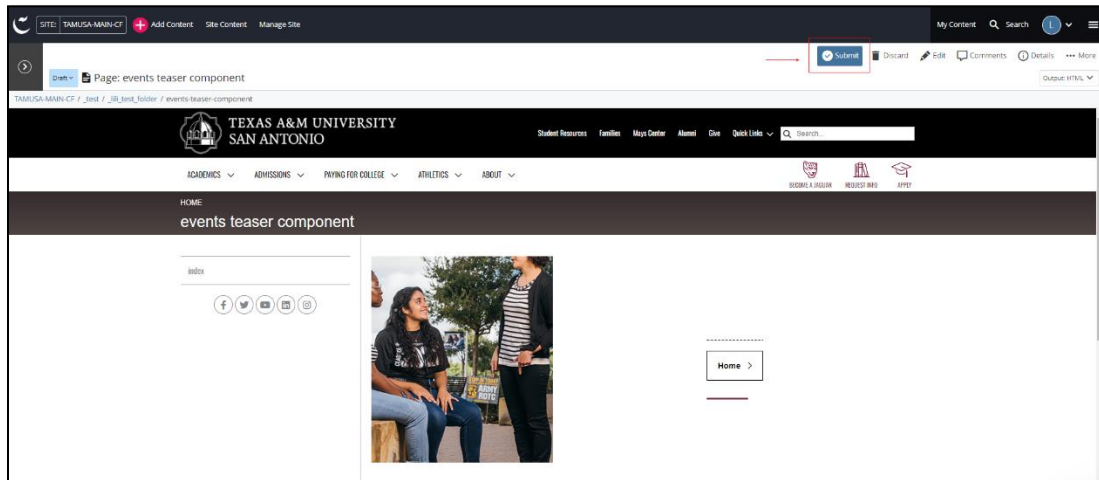 SITE: TAMUSA-MAIN-CF Add Content Site Content Manage Site My Content Search L
Submit Discard Edit Comments Details More
Draft Page: events teaser component Output: HTML
TAMUSA-MAIN-CF / _test / _lili_test_folder / events-teaser-component
TEXAS A&M UNIVERSITY
SAN ANTONIO
Student Resources Families Mays Center Alumni Give Quick Links Search...
ACADEMICS ADMISSIONS PAYING FOR COLLEGE ATHLETICS ABOUT
BECOME A JAGUAR REQUEST INFO APPLY
HOME
events teaser component
index
ARMY
ROTC
Home